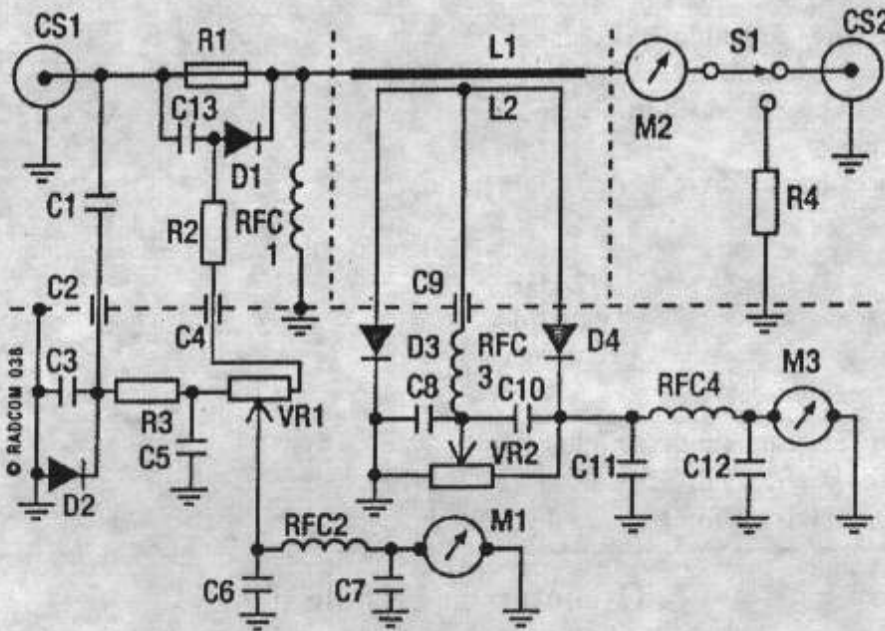 CS1
R1
L1
S1
CS2
C13
L2
M2
D1
C1
R2
RFC
1
R4
C2
C9
C4
D3
RFC
3
D4
M3
C3
RFC4
R3
VR1
C8
C10
C5
VR2
C11
C12
D2
© RADCOM 038
RFC2
M1
C6
C7